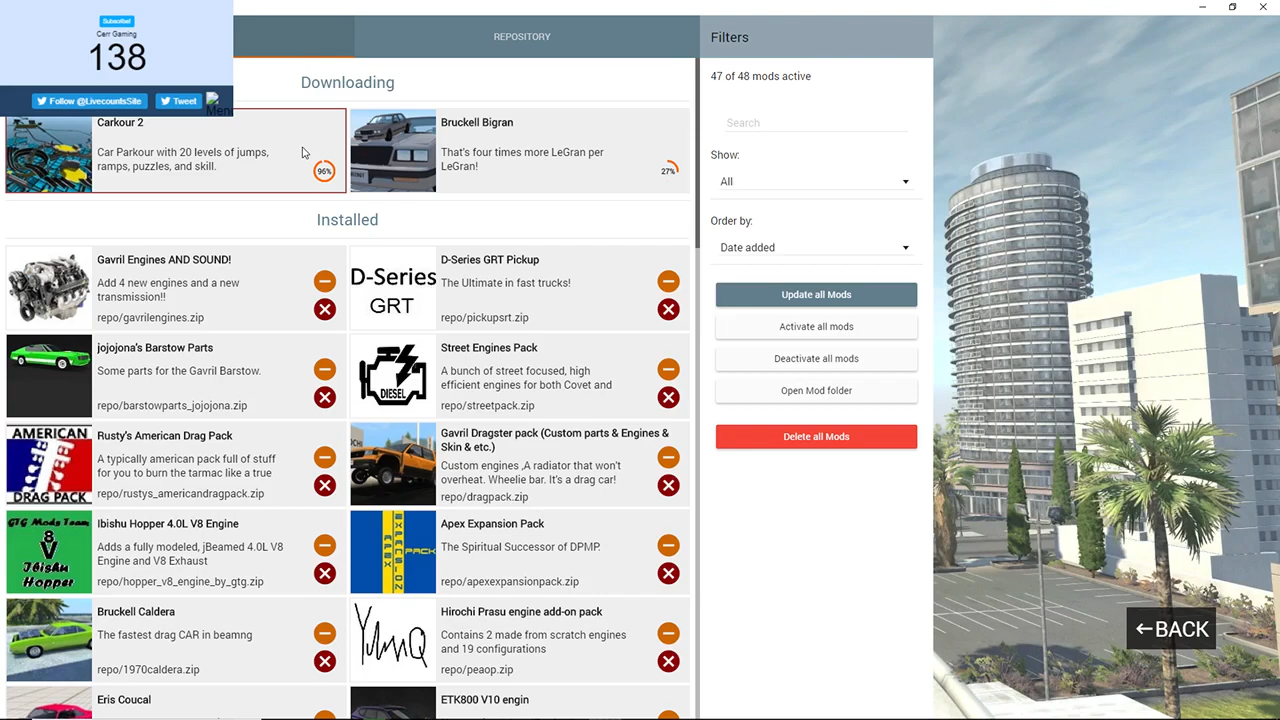 Subscribe!
Cerr Gaming
138
Follow @LivecountsSite
Tweet
REPOSITORY
Downloading
Carkour 2
Car Parkour with 20 levels of jumps,
ramps, puzzles, and skill.
96%
Bruckell Bigran
That's four times more LeGran per
LeGran!
27%
Installed
Gavril Engines AND SOUND!
Add 4 new engines and a new
transmission!!
repo/gavrilengines.zip
D-Series
GRT
D-Series GRT Pickup
The Ultimate in fast trucks!
repo/pickupsrt.zip
jojojona's Barstow Parts
Some parts for the Gavril Barstow.
repo/barstowparts_jojojona.zip
DIESEL
Street Engines Pack
A bunch of street focused, high
efficient engines for both Covet and
repo/streetpack.zip
AMERICAN
DRAG PACK
Rusty's American Drag Pack
A typically american pack full of stuff
for you to burn the tarmac like a true
repo/rustys_americandragpack.zip
Gavril Dragster pack (Custom parts & Engines &
Skin & etc.)
Custom engines ,A radiator that won't
overheat. Wheelie bar. It's a drag car!
repo/dragpack.zip
GTG Mods Team
V8
Ibishu
Hopper
Ibishu Hopper 4.0L V8 Engine
Adds a fully modeled, jBeamed 4.0L V8
Engine and V8 Exhaust
repo/hopper_v8_engine_by_gtg.zip
APEX
EXPANSION
PACK
Apex Expansion Pack
The Spiritual Successor of DPMP.
repo/apexexpansionpack.zip
Bruckell Caldera
The fastest drag CAR in beamng
repo/1970caldera.zip
Hirochi Prasu engine add-on pack
Contains 2 made from scratch engines
and 19 configurations
repo/peaop.zip
Eris Coucal
ETK800 V10 engin
Filters
47 of 48 mods active
Search
Show:
All
Order by:
Date added
Update all Mods
Activate all mods
Deactivate all mods
Open Mod folder
Delete all Mods
←BACK